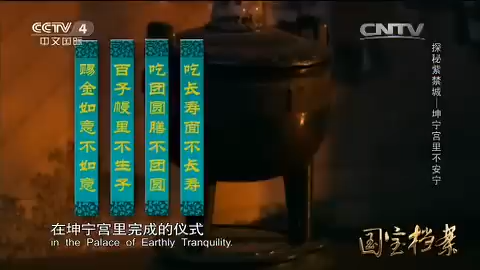 CCTV 4
中文国际
CNTV
探秘紫禁城—坤宁宫里不安宁
吃长寿面不长寿
吃团圆膳不团圆
百子幔里不生子
赐金如意不如意
在坤宁宫里完成的仪式
in the Palace of Earthly Tranquility.
国宝档案